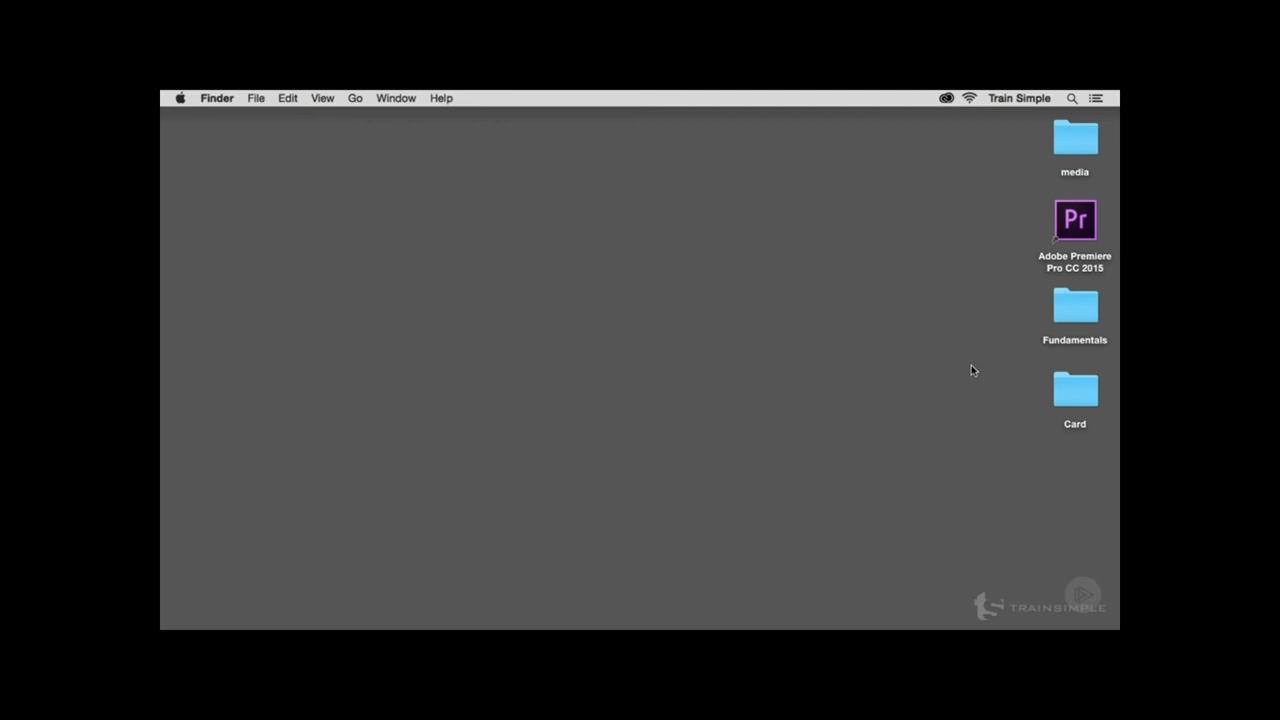 Finder File Edit View Go Window Help Train Simple
media
Pr
Adobe Premiere
Pro CC 2015
Fundamentals
Card
ts TRAINSIMPLE